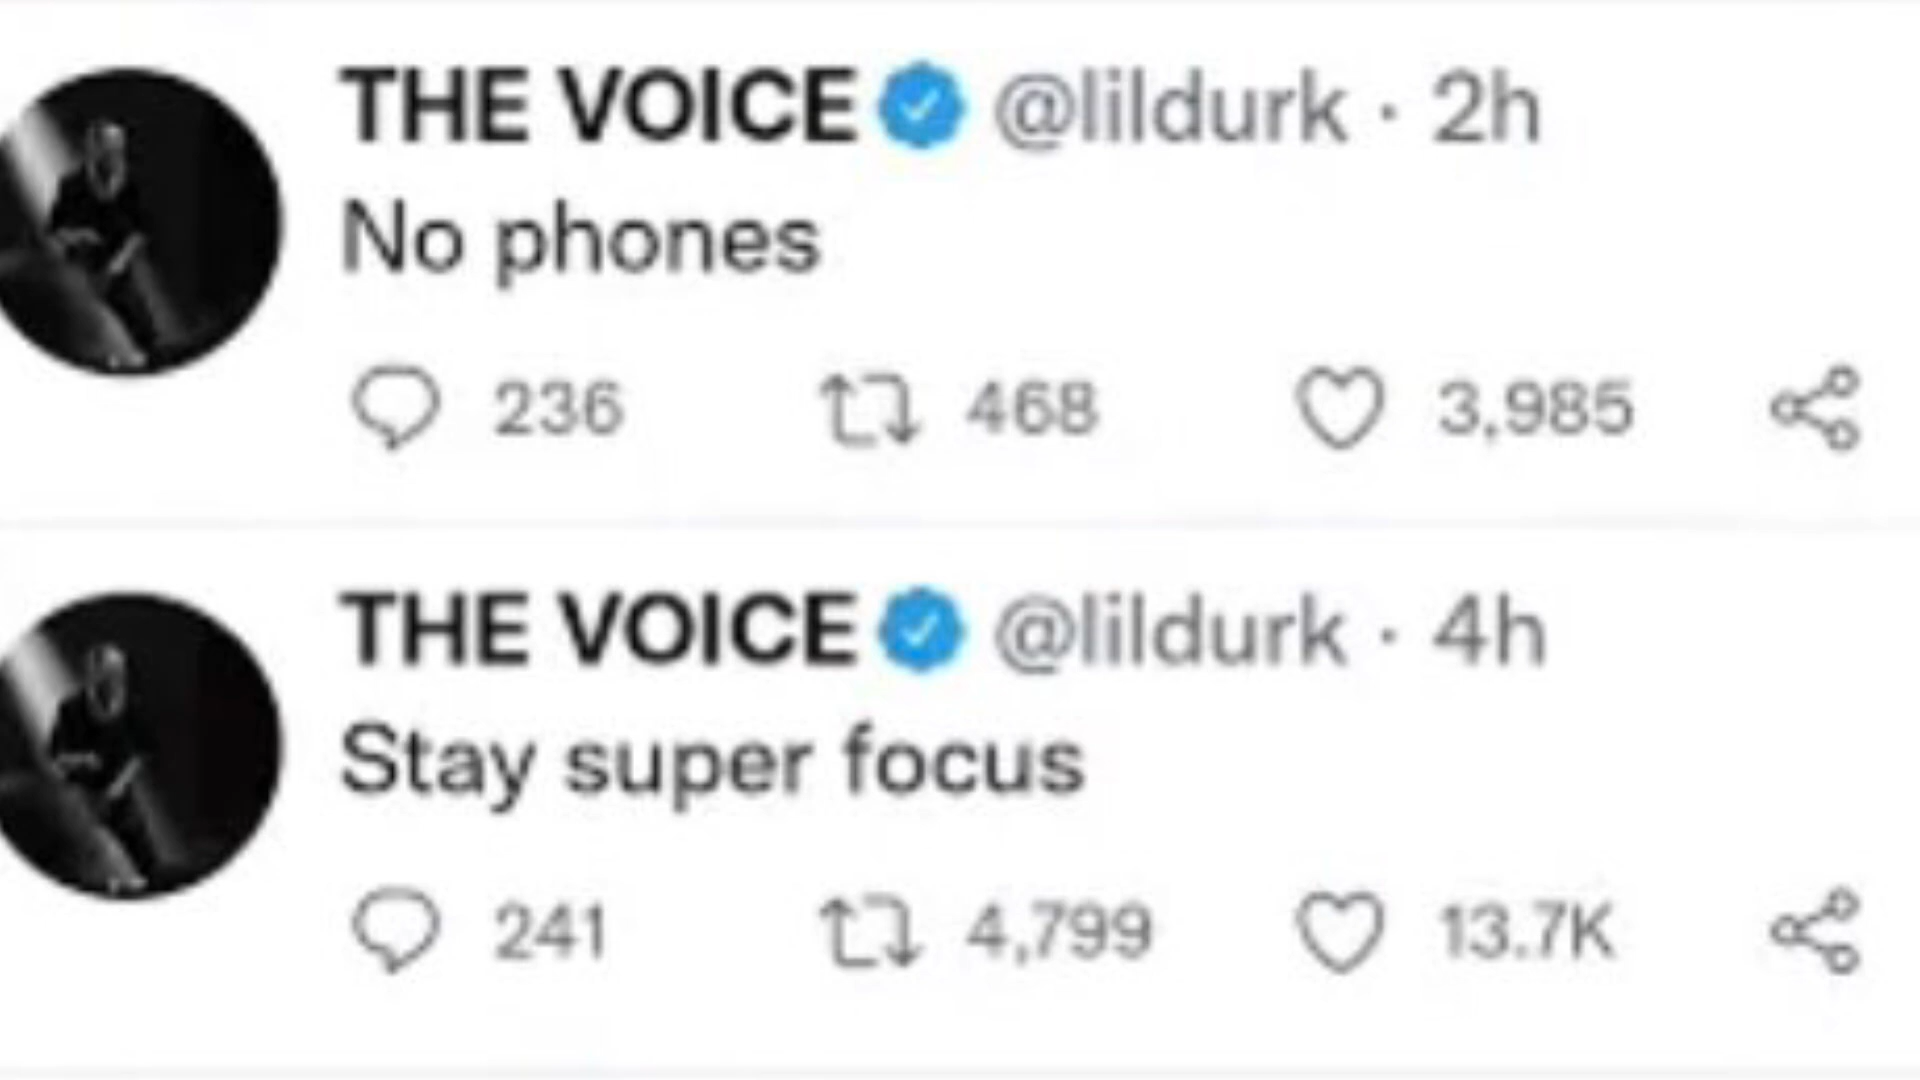 THE VOICE @lildurk · 2h
No phones
236 468 3,985
THE VOICE @lildurk · 4h
Stay super focus
241 4,799 13.7K